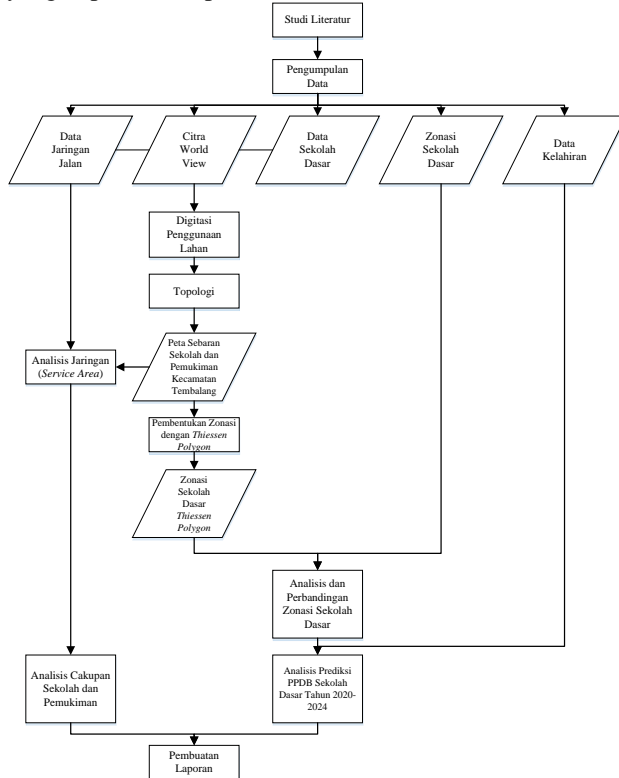 Studi Literatur
Pengumpulan
Data
Data
Jaringan
Jalan
Citra
World
View
Data
Sekolah
Dasar
Zonasi
Sekolah
Dasar
Data
Kelahiran
Digitasi
Penggunaan
Lahan
Topologi
Analisis Jaringan
(Service Area)
Peta Sebaran
Sekolah dan
Pemukiman
Kecamatan
Tembalang
Pembentukan Zonasi
dengan Thiessen
Polygon
Zonasi
Sekolah
Dasar
Thiessen
Polygon
Analisis dan
Perbandingan
Zonasi Sekolah
Dasar
Analisis Cakupan
Sekolah dan
Pemukiman
Analisis Prediksi
PPDB Sekolah
Dasar Tahun 2020-
2024
Pembuatan
Laporan